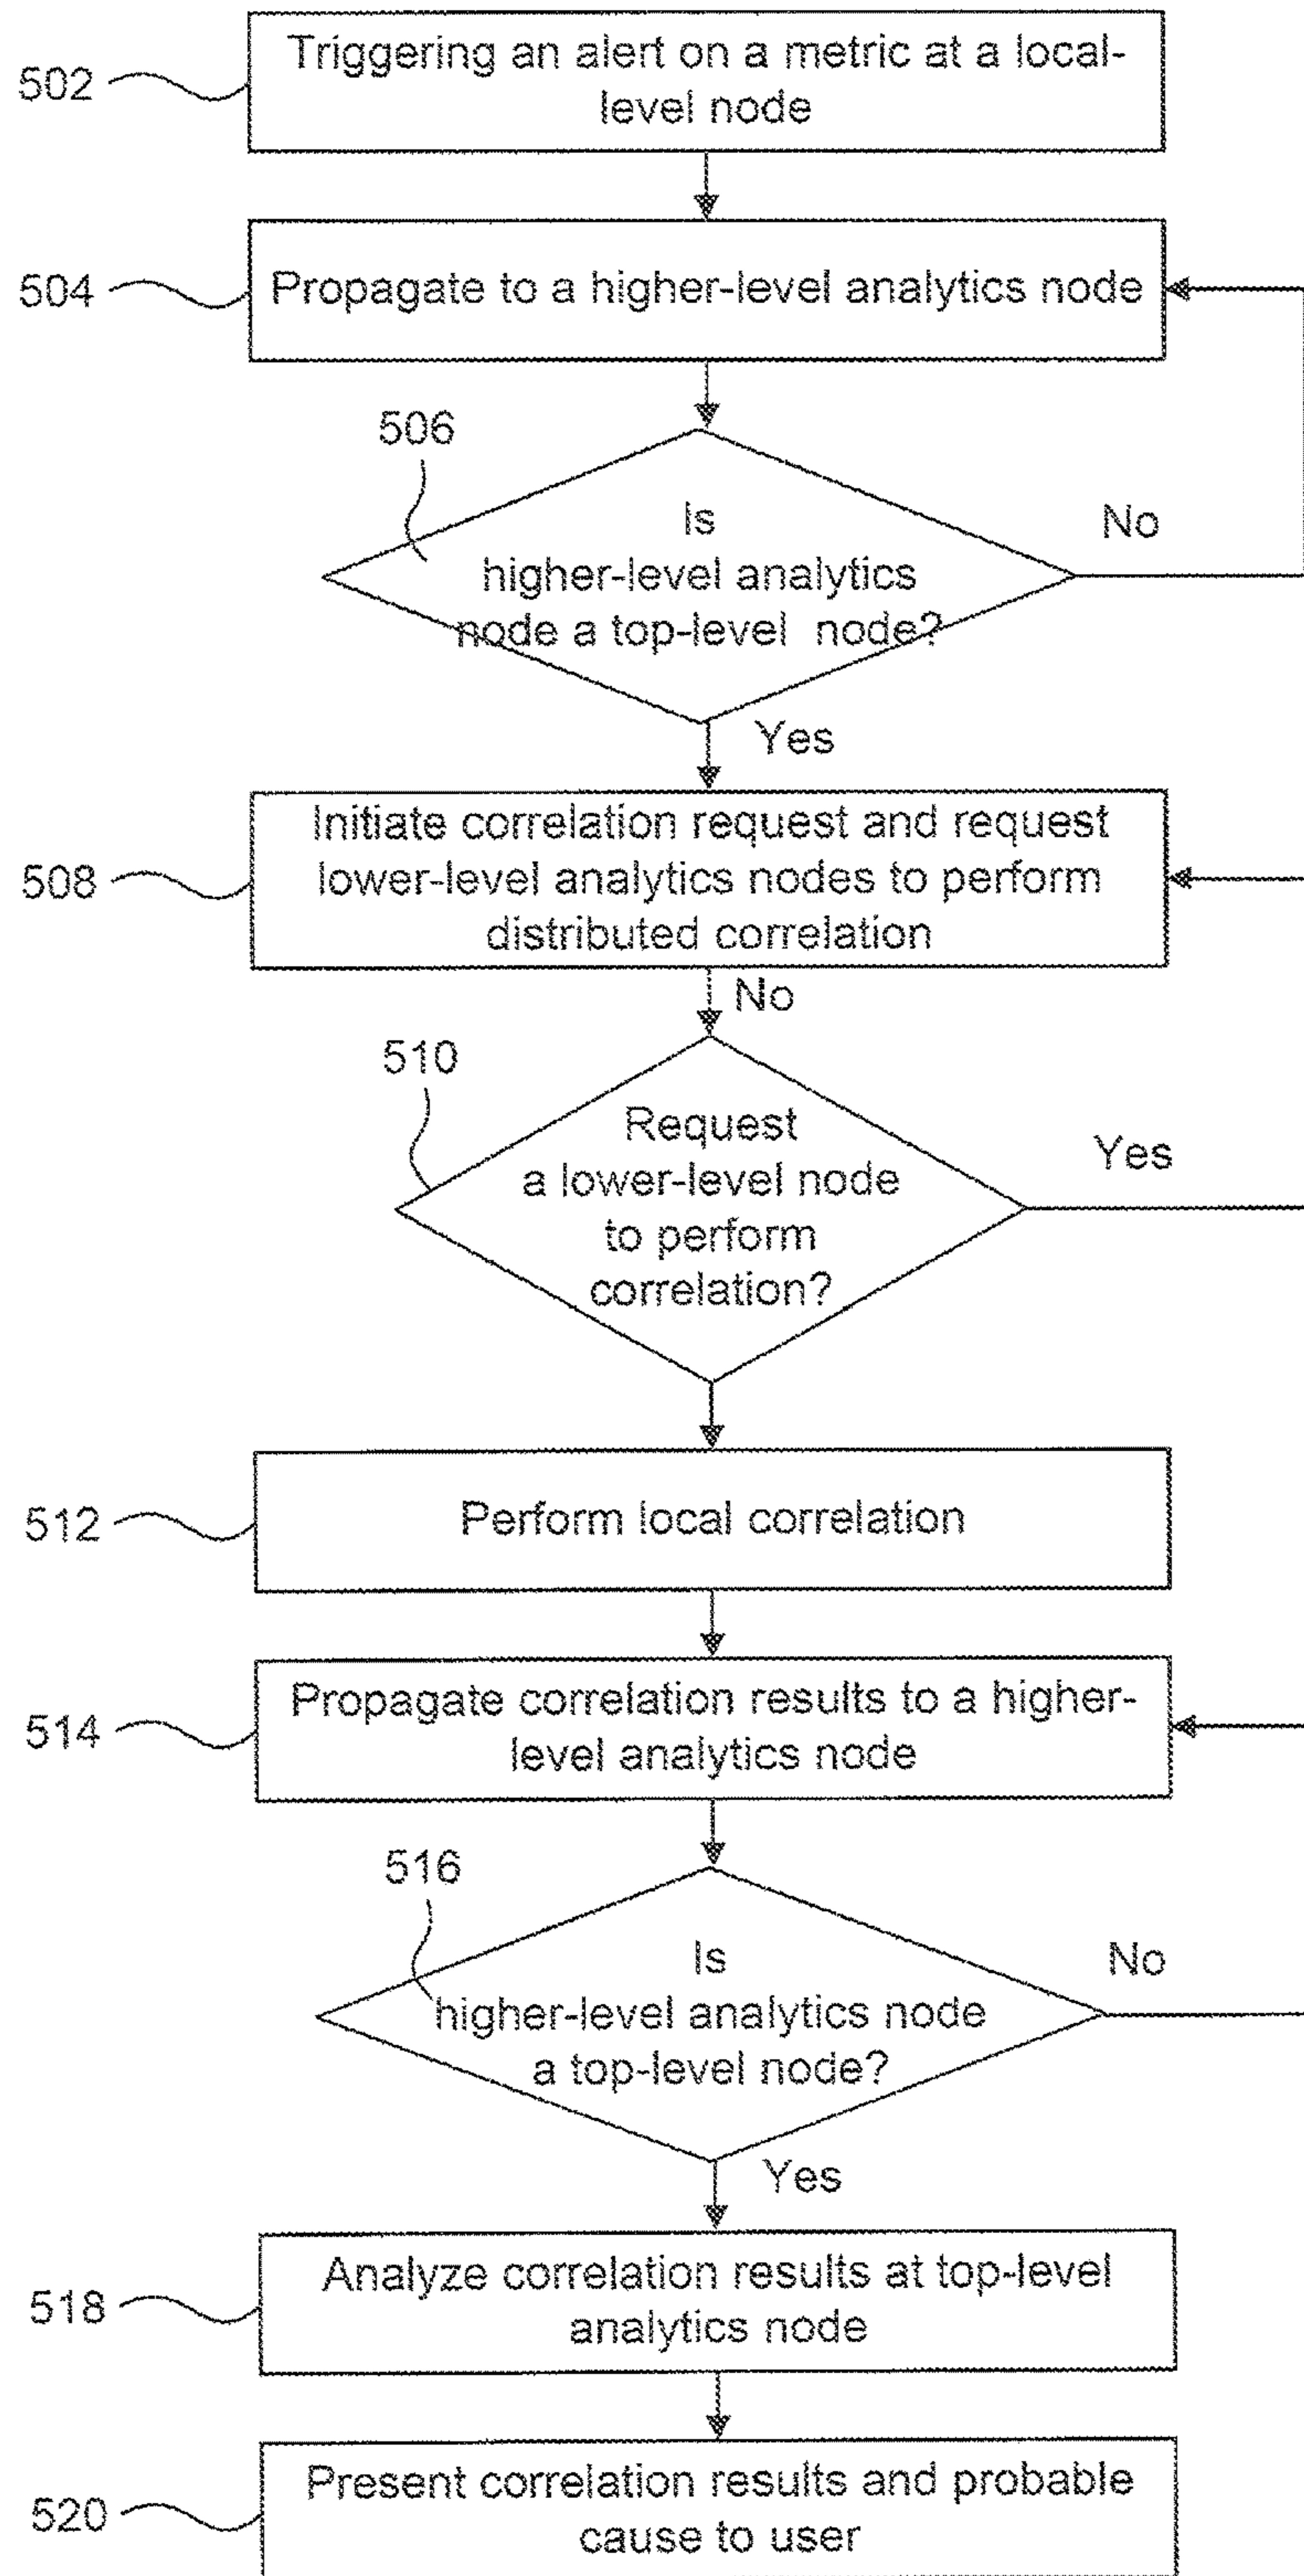 Triggering an alert on a metric at a local-
level node
502
Propagate to a higher-level analytics node
504
506
Is
higher-level analytics
node a top-level node?
No
Yes
Initiate correlation request and request
lower-level analytics nodes to perform
distributed correlation
508
No
510
Request
a lower-level node
to perform
correlation?
Yes
Perform local correlation
512
Propagate correlation results to a higher-
level analytics node
514
516
Is
higher-level analytics node
a top-level node?
No
Yes
Analyze correlation results at top-level
analytics node
518
Present correlation results and probable
cause to user
520